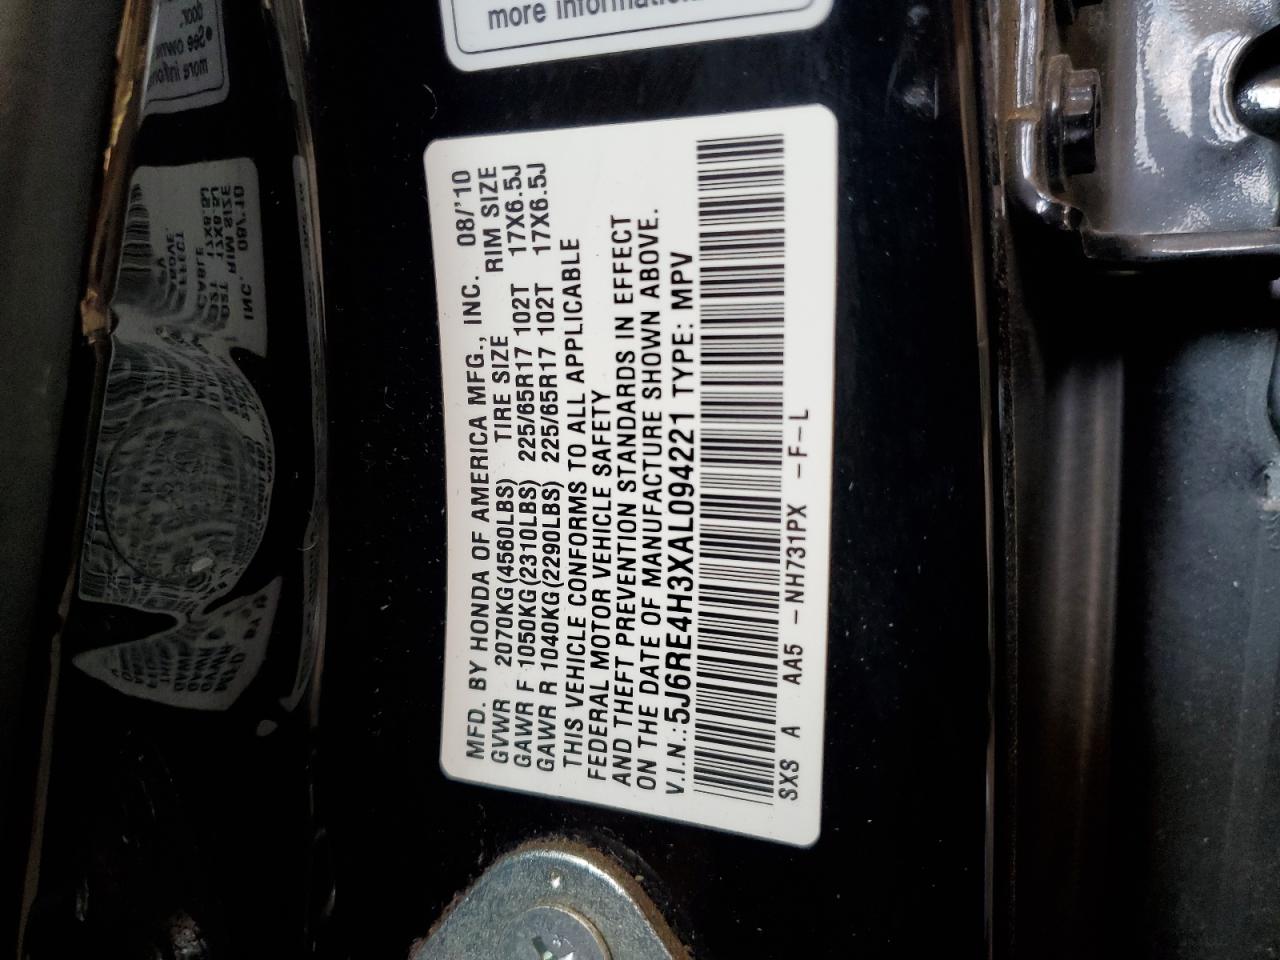 more information.
MFD. BY HONDA OF AMERICA MFG., INC. 08/'10
GVWR 2070KG(4560LBS) TIRE SIZE RIM SIZE
GAWR F 1050KG(2310LBS) 225/65R17 102T 17X6.5J
GAWR R 1040KG(2290LBS) 225/65R17 102T 17X6.5J
THIS VEHICLE CONFORMS TO ALL APPLICABLE
FEDERAL MOTOR VEHICLE SAFETY
AND THEFT PREVENTION STANDARDS IN EFFECT
ON THE DATE OF MANUFACTURE SHOWN ABOVE.
V.I.N.:5J6RE4H3XAL094221 TYPE: MPV
SXS A AA5 -NH731PX -F-L